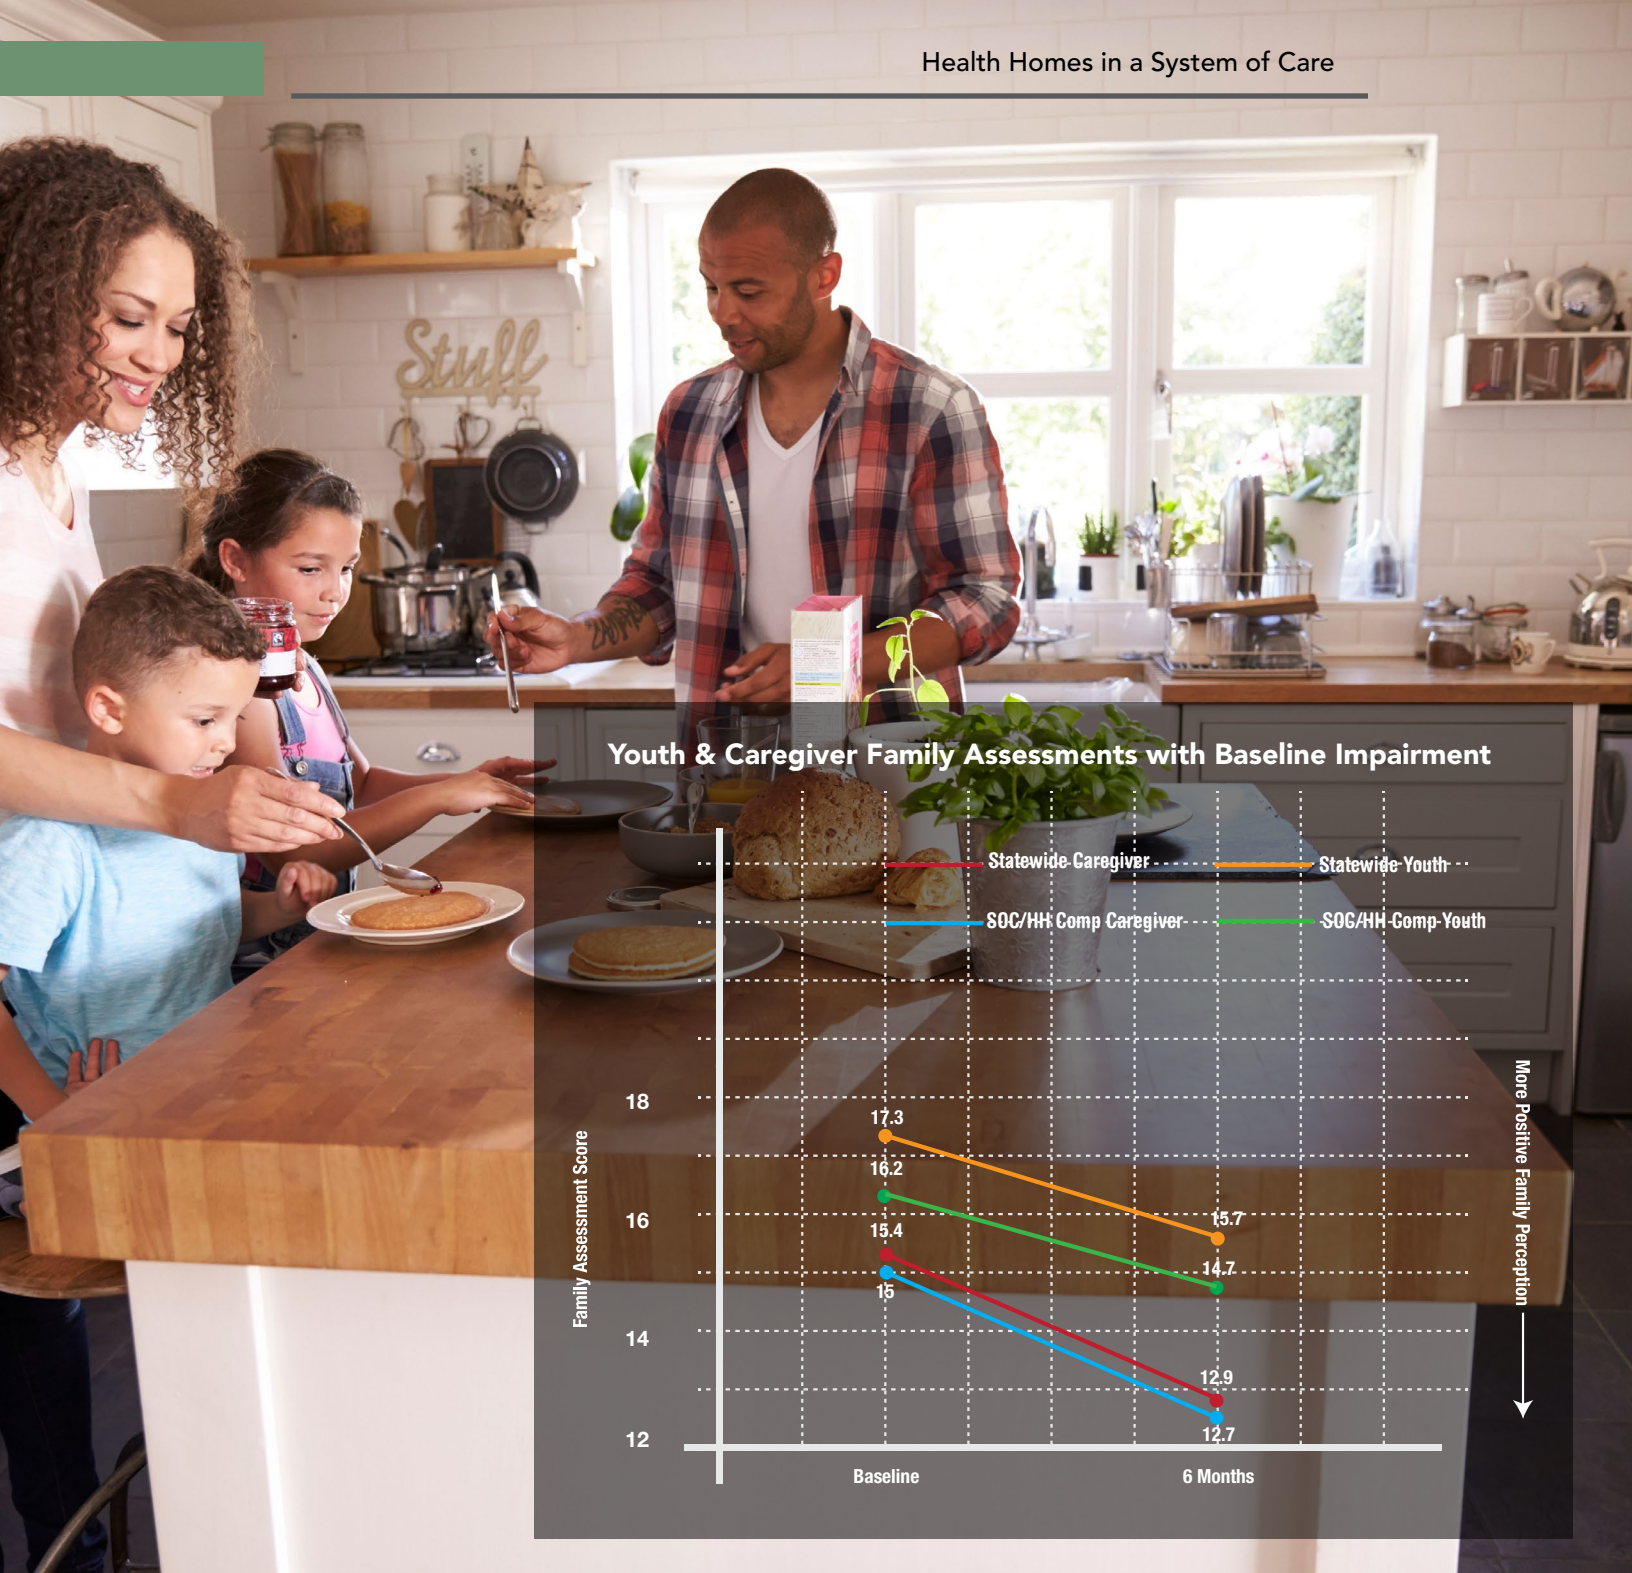 Health Homes in a System of Care
Stuff
Youth & Caregiver Family Assessments with Baseline Impairment
Statewide Caregiver
Statewide Youth
SOC/HH Comp Caregiver
SOC/HH Comp Youth
Family Assessment Score
18
16
14
12
17.3
16.2
15.4
15
15.7
14.7
12.9
12.7
Baseline
6 Months
More Positive Family Perception